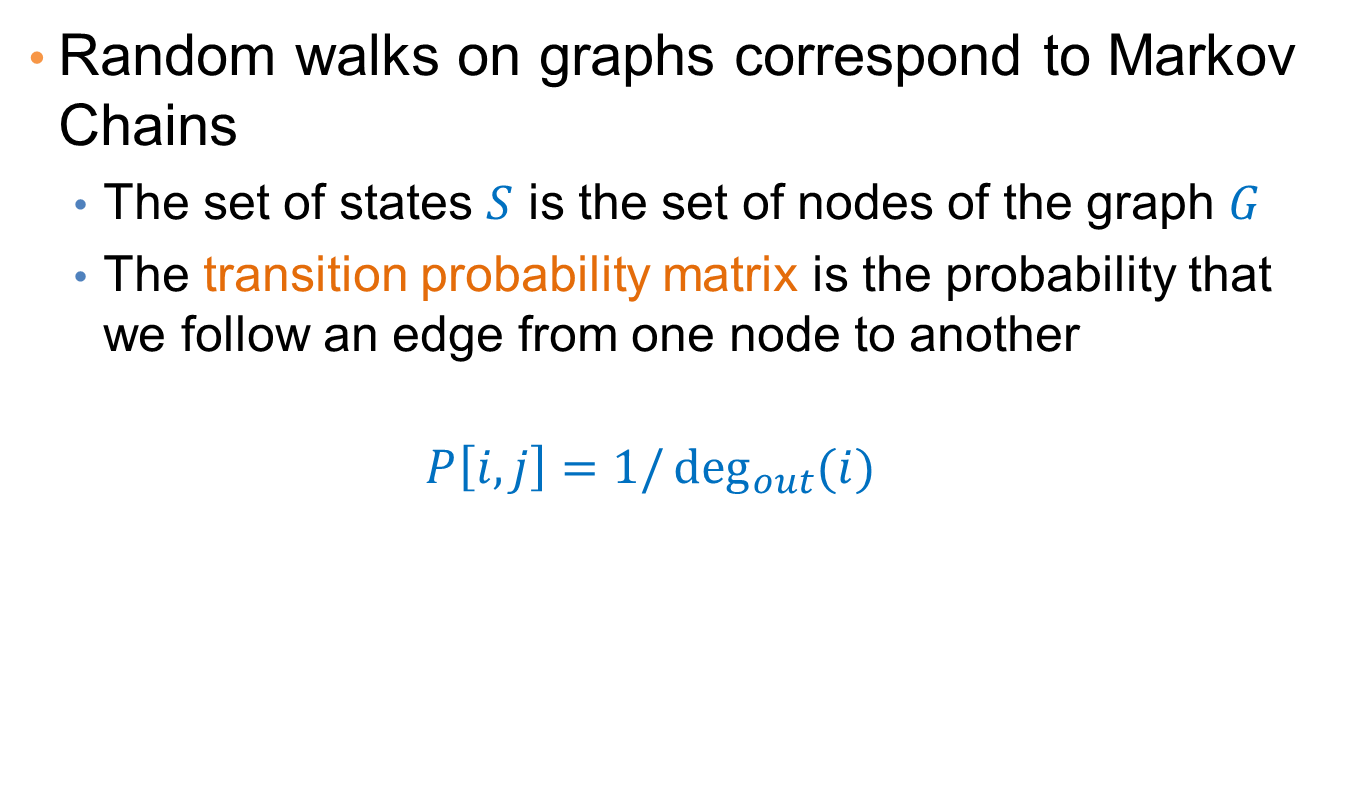 • Random walks on graphs correspond to Markov
Chains
• The set of states S is the set of nodes of the graph G
• The transition probability matrix is the probability that
we follow an edge from one node to another
P[i, j] = 1/ deg_out(i)